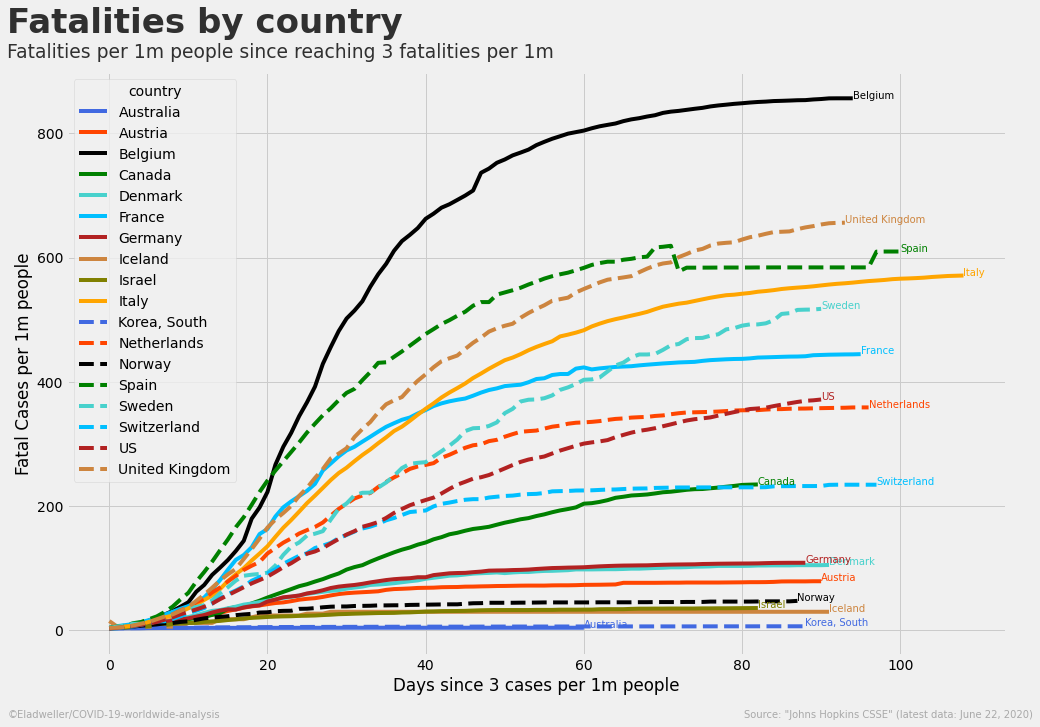 Fatalities by country
Fatalities per 1m people since reaching 3 fatalities per 1m
country
Australia
Austria
Belgium
Canada
Denmark
France
Germany
Iceland
Israel
Italy
Korea, South
Netherlands
Norway
Spain
Sweden
Switzerland
US
United Kingdom
Fatal Cases per 1m people
800
600
400
200
0
Belgium
United Kingdom
Spain
Italy
Sweden
France
US
Netherlands
Canada
Switzerland
Germany
Denmark
Austria
Norway
Israel
Iceland
Australia
Korea, South
0 20 40 60 80 100
Days since 3 cases per 1m people
©Eladweller/COVID-19-worldwide-analysis
Source: "Johns Hopkins CSSE" (latest data: June 22, 2020)